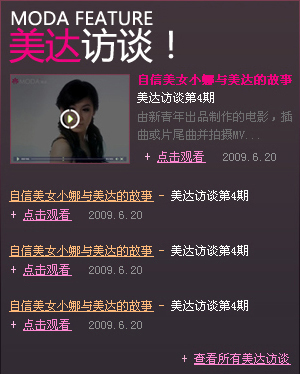 MODA FEATURE
美达访谈！
自信美女小娜与美达的故事
美达访谈第4期
由新青年出品制作的电影，插
曲或片尾曲并拍摄MV...
+ 点击观看 2009.6.20
自信美女小娜与美达的故事 - 美达访谈第4期
+ 点击观看 2009.6.20
自信美女小娜与美达的故事 - 美达访谈第4期
+ 点击观看 2009.6.20
自信美女小娜与美达的故事 - 美达访谈第4期
+ 点击观看 2009.6.20
+ 查看所有美达访谈